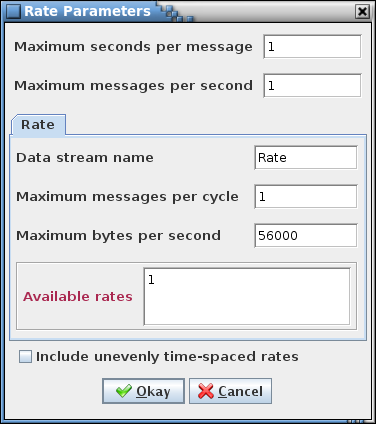 Rate Parameters
Maximum seconds per message 1
Maximum messages per second 1
Rate
Data stream name Rate
Maximum messages per cycle 1
Maximum bytes per second 56000
Available rates 1
Include unevenly time-spaced rates
Okay Cancel